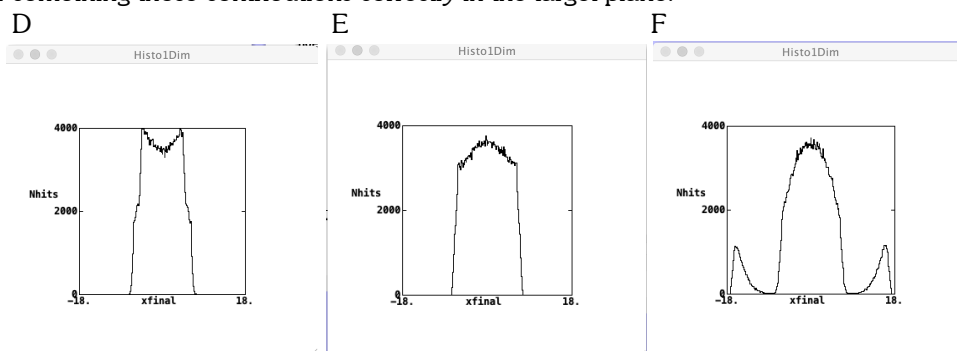 D E F
Histo1Dim Histo1Dim Histo1Dim
4000 4000 4000
Nhits Nhits Nhits
2000 2000 2000
0 0 0
-18. xfinal 18. -18. xfinal 18. -18. xfinal 18.